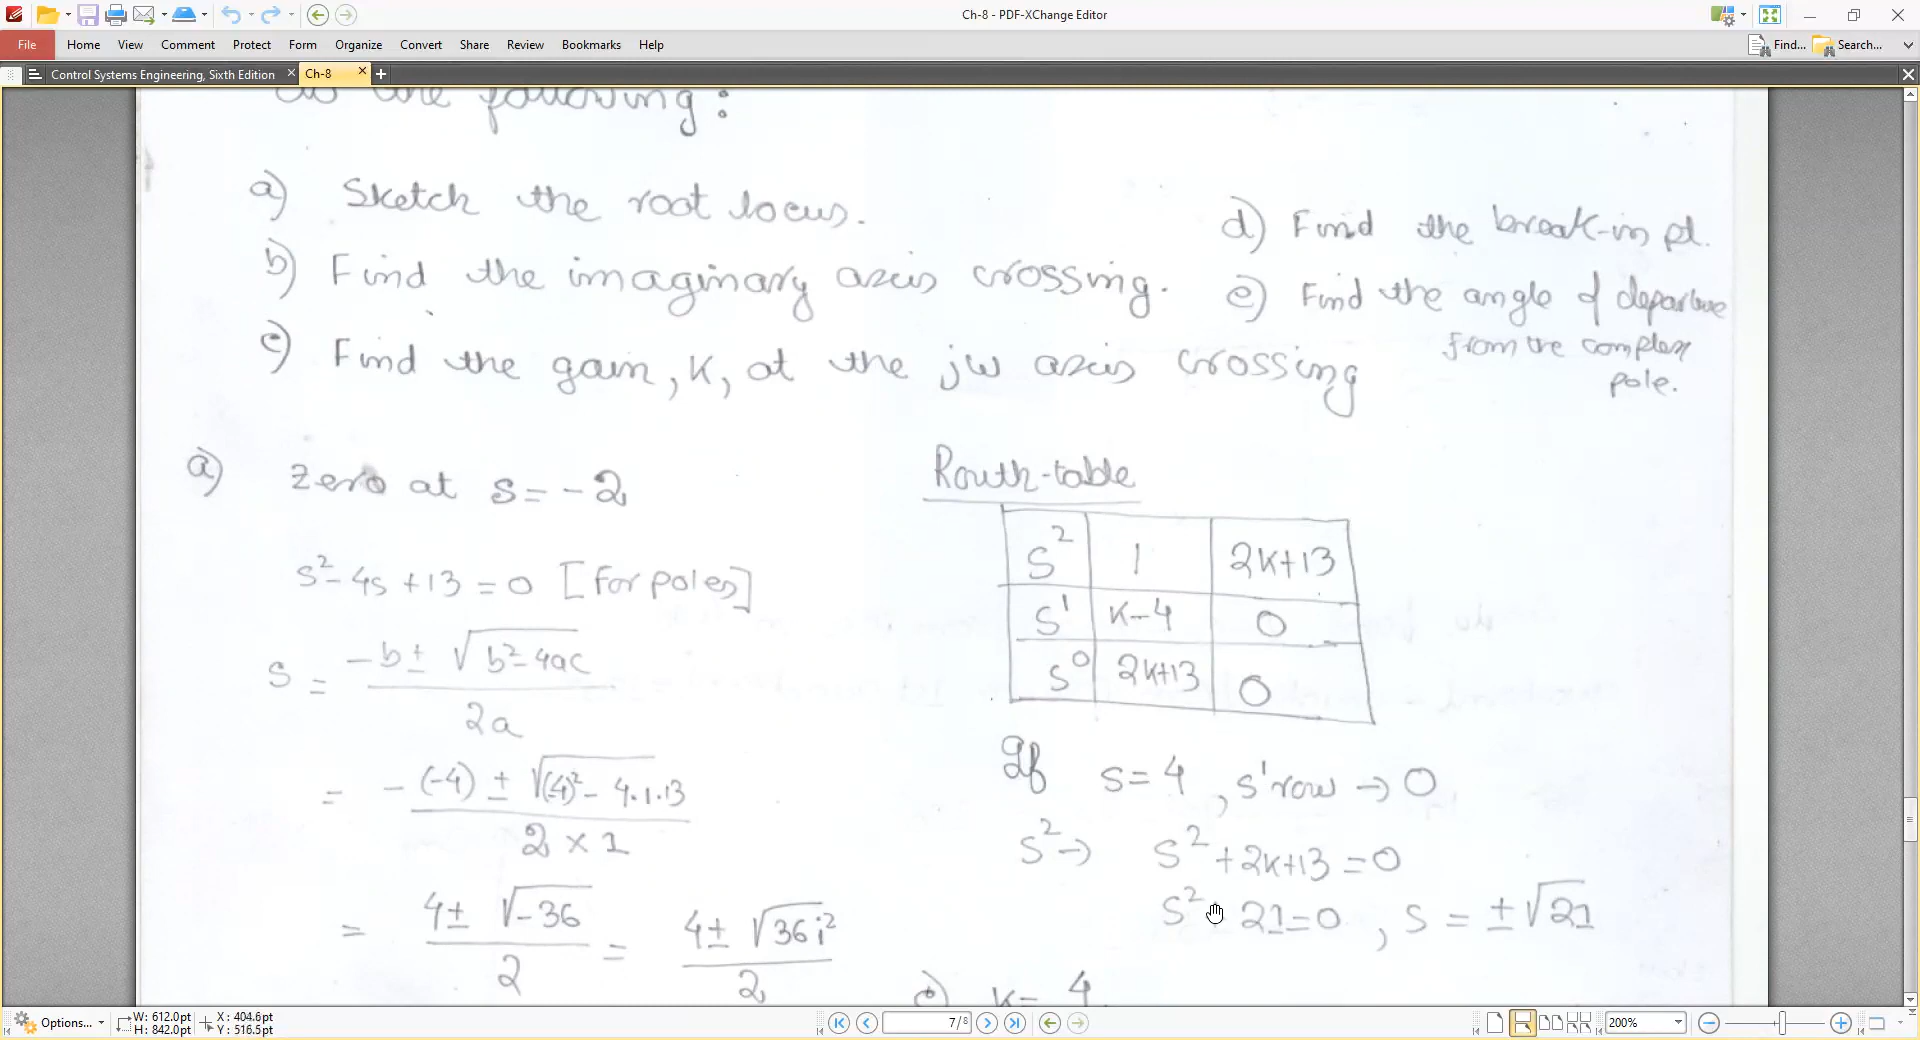 Ch-8 - PDF-XChange Editor
File Home View Comment Protect Form Organize Convert Share Review Bookmarks Help
Find... Search...
Control Systems Engineering, Sixth Edition Ch-8
the following:
a) Sketch the root locus.
b) Find the imaginary axis crossing.
c) Find the gain, K, at the jw axis crossing
d) Find the break-in pt.
e) Find the angle of departure
from the complex
pole.
a) Zero at s = -2
s² - 4s + 13 = 0 [For poles]
s = -b ± √b² - 4ac / 2a
= -(-4) ± √(-4)² - 4.1.13 / 2 × 1
= 4 ± √-36 / 2 = 4 ± √36 i² / 2
Routh-table
S² 1 2K+13
S¹ K-4 0
S⁰ 2K+13 0
If s = 4, s¹ row → 0
S² → S² + 2K+13 = 0
S² + 21 = 0, S = ± √21
c) K = 4
Options...
W: 612.0pt
H: 842.0pt
X: 404.6pt
Y: 516.5pt
7/8
200%